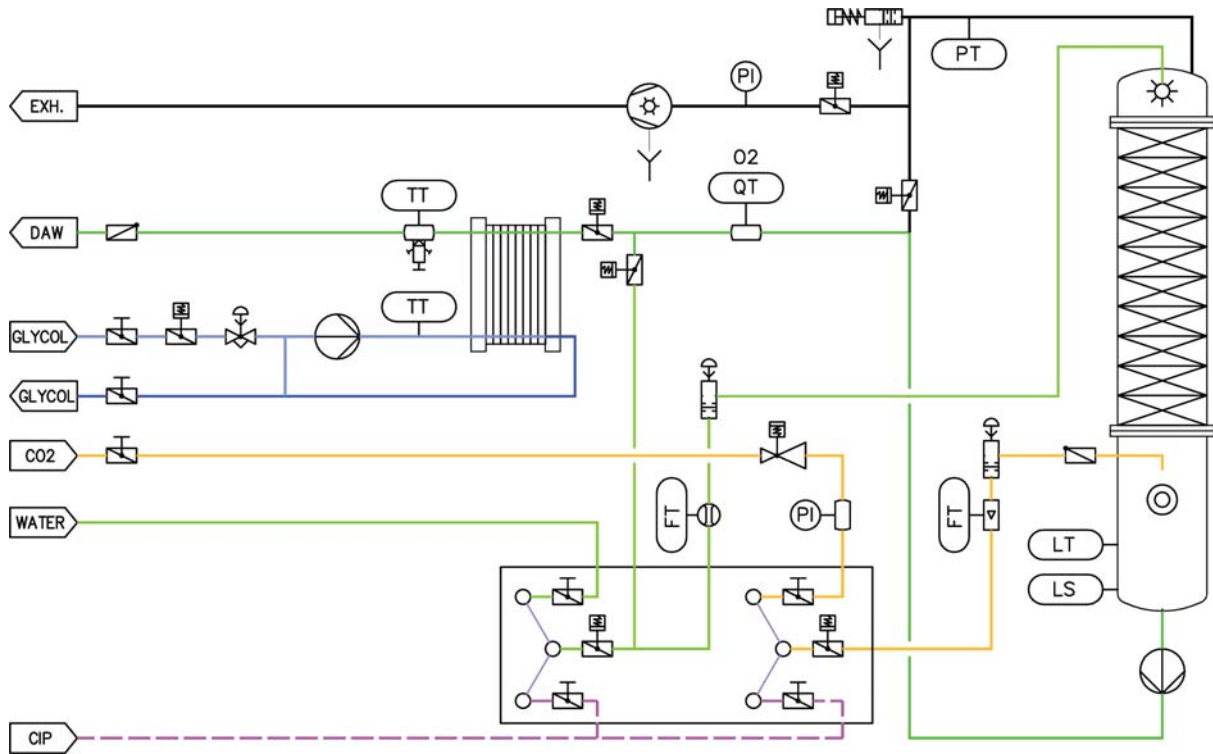 PT
PI
EXH.
O2
TT
QT
DAW
TT
GLYCOL
GLYCOL
CO2
FT
PI
FT
WATER
LT
LS
CIP